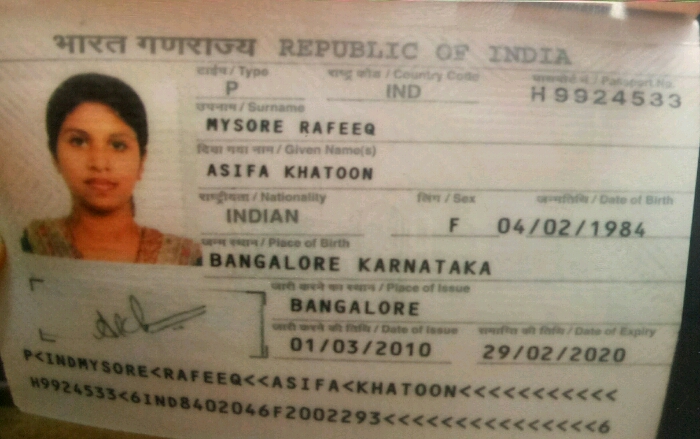 भारत गणराज्य REPUBLIC OF INDIA
टाईप / Type राष्ट्र कोड / Country Code पासपोर्ट नं. / Passport No.
P IND H9924533
उपनाम / Surname
MYSORE RAFEEQ
दिया गया नाम / Given Name(s)
ASIFA KHATOON
राष्ट्रीयता / Nationality लिंग / Sex जन्मतिथि / Date of Birth
INDIAN F 04/02/1984
जन्म स्थान / Place of Birth
BANGALORE KARNATAKA
जारी करने का स्थान / Place of Issue
BANGALORE
जारी करने की तिथि / Date of Issue समाप्ति की तिथि / Date of Expiry
01/03/2010 29/02/2020
P<INDMYSORE<RAFEEQ<<ASIFA<KHATOON<<<<<<<<<<<
H9924533<6IND8402046F2002293<<<<<<<<<<<<<<<6